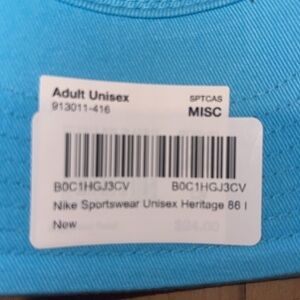 Adult Unisex
913011-416
SPTCAS
MISC
B0C1HGJ3CV B0C1HGJ3CV
Nike Sportswear Unisex Heritage 86 I
New
$24.00